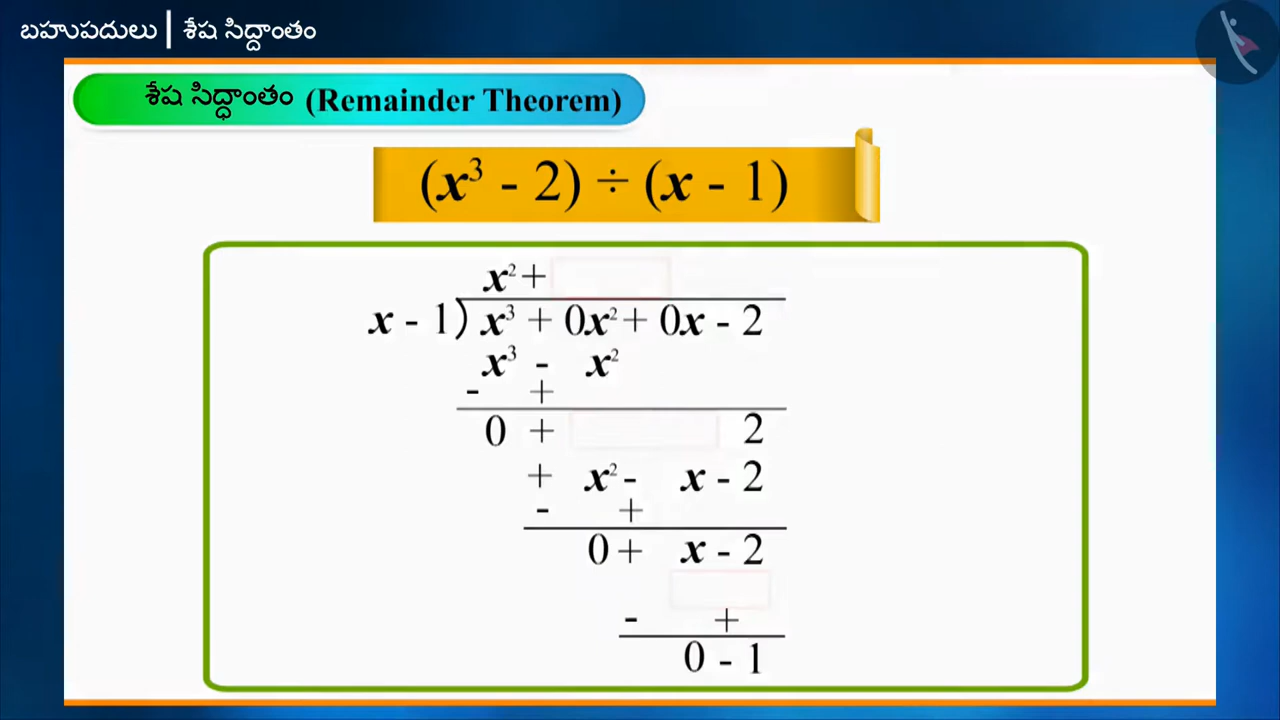 బహుపదులు | శేష సిద్దాంతం
శేష సిద్ధాంతం (Remainder Theorem)
(x³ - 2) ÷ (x - 1)
x² +
x - 1) x³ + 0x² + 0x - 2
x³ - x²
- +
0 + 2
+ x² - x - 2
- +
0 + x - 2
- +
0 - 1